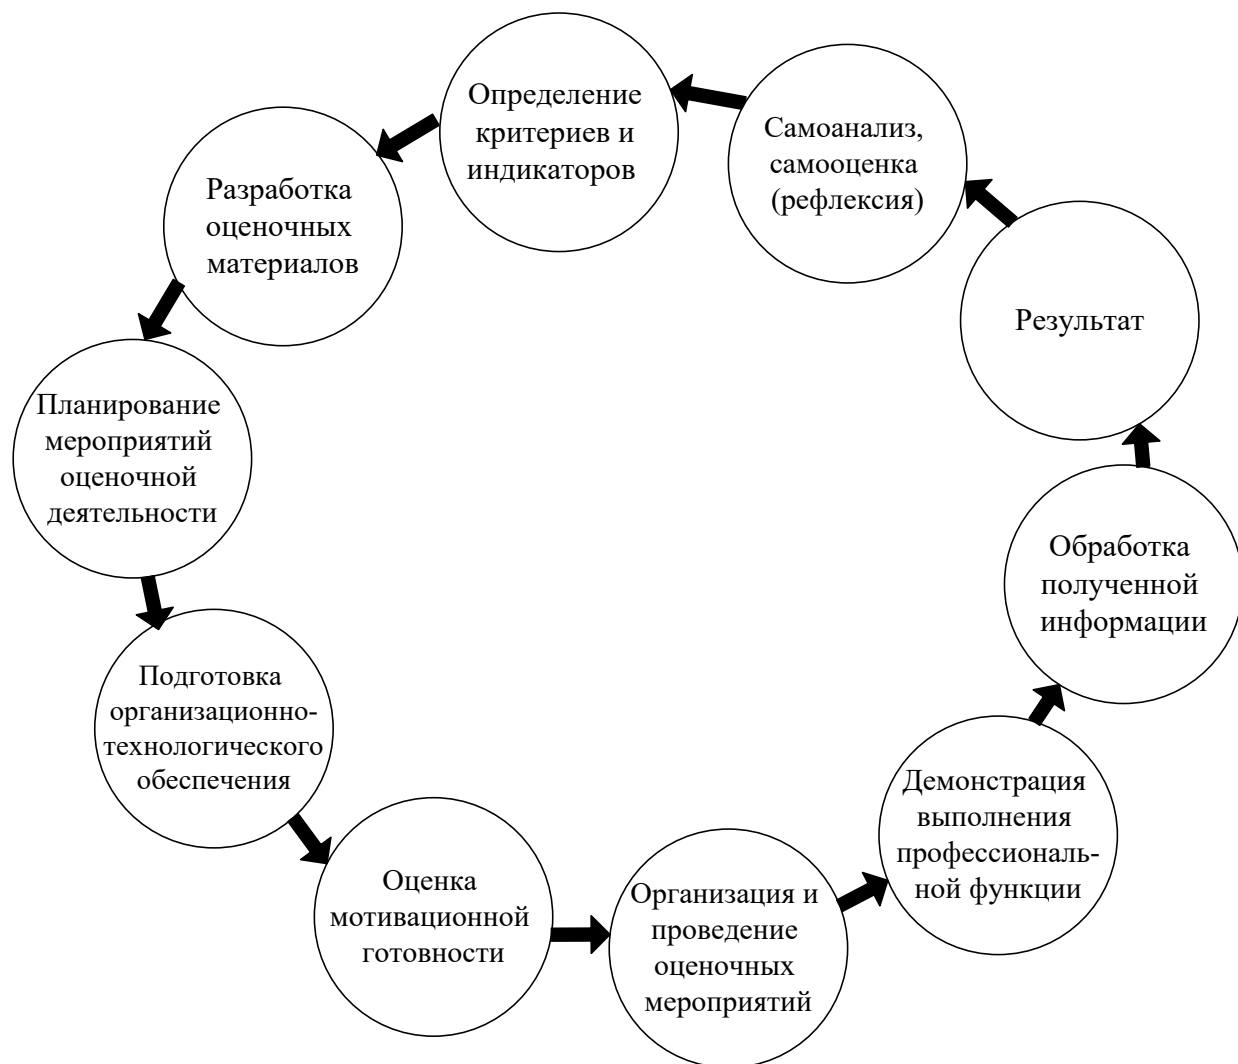 Определение
критериев и
индикаторов
Самоанализ,
самооценка
(рефлексия)
Разработка
оценочных
материалов
Результат
Планирование
мероприятий
оценочной
деятельности
Обработка
полученной
информации
Подготовка
организационно-
технологического
обеспечения
Демонстрация
выполнения
профессиональ-
ной функции
Оценка
мотивационной
готовности
Организация и
проведение
оценочных
мероприятий